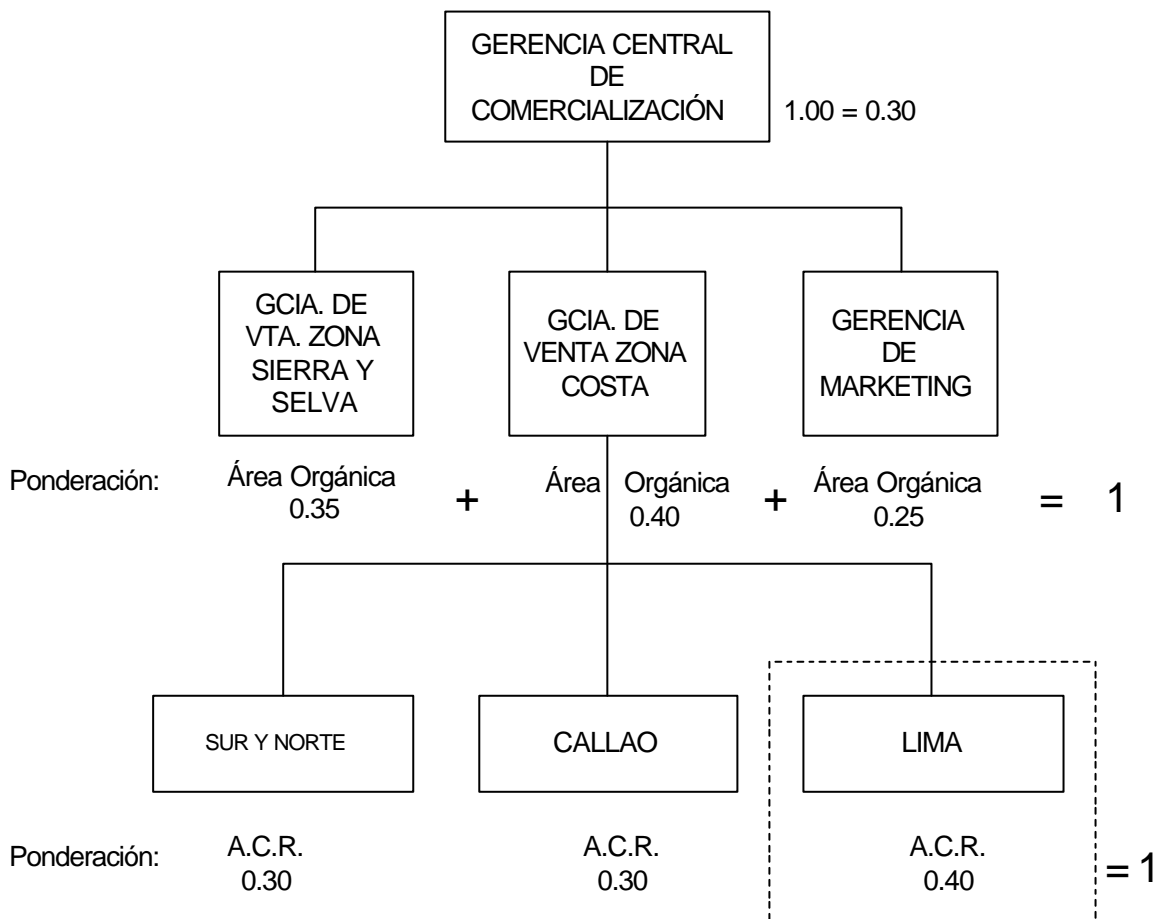 GERENCIA CENTRAL
DE
COMERCIALIZACIÓN
1.00 = 0.30
GCIA. DE
VTA. ZONA
SIERRA Y
SELVA
GCIA. DE
VENTA ZONA
COSTA
GERENCIA
DE
MARKETING
Ponderación:
Área Orgánica
0.35
+
Área Orgánica
0.40
+
Área Orgánica
0.25
= 1
SUR Y NORTE
CALLAO
LIMA
Ponderación:
A.C.R.
0.30
A.C.R.
0.30
A.C.R.
0.40
= 1